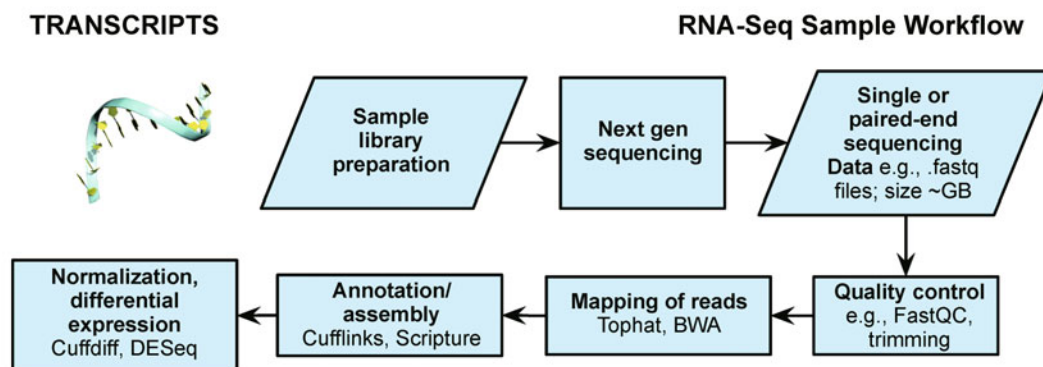 TRANSCRIPTS
RNA-Seq Sample Workflow
Sample
library
preparation
Next gen
sequencing
Single or
paired-end
sequencing
Data e.g., .fastq
files; size ~GB
Quality control
e.g., FastQC,
trimming
Mapping of reads
Tophat, BWA
Annotation/
assembly
Cufflinks, Scripture
Normalization,
differential
expression
Cuffdiff, DESeq